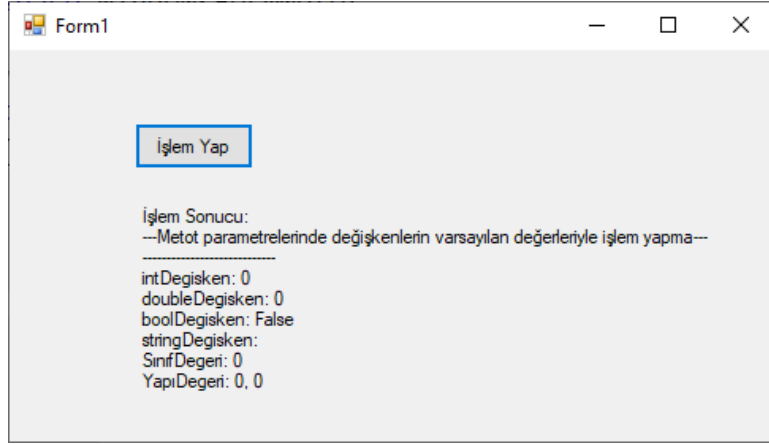 Form1
İşlem Yap
İşlem Sonucu:
---Metot parametrelerinde değişkenlerin varsayılan değerleriyle işlem yapma---
----------------------------
intDegisken: 0
doubleDegisken: 0
boolDegisken: False
stringDegisken:
SınıfDegeri: 0
YapıDegeri: 0, 0